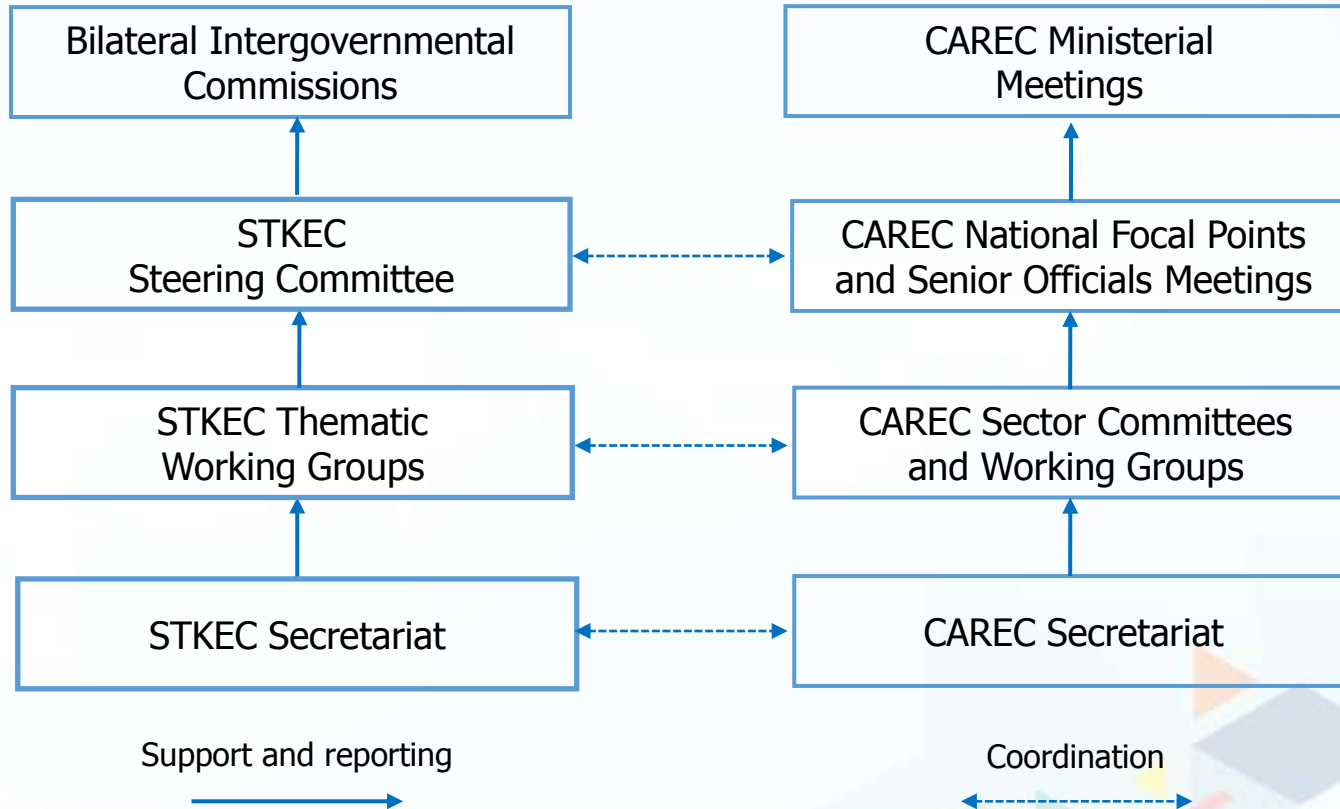 Bilateral Intergovernmental
Commissions
CAREC Ministerial
Meetings
STKEC
Steering Committee
CAREC National Focal Points
and Senior Officials Meetings
STKEC Thematic
Working Groups
CAREC Sector Committees
and Working Groups
STKEC Secretariat
CAREC Secretariat
Support and reporting
Coordination